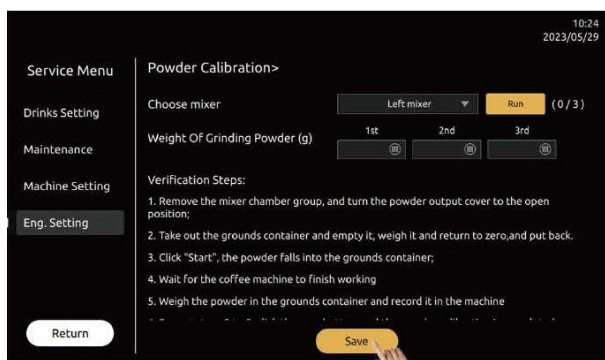 10:24
2023/05/29
Service Menu
Powder Calibration>
Choose mixer
Left mixer
Run
(0/3)
Drinks Setting
Weight Of Grinding Powder (g)
1st
2nd
3rd
Maintenance
Machine Setting
Verification Steps:
1. Remove the mixer chamber group, and turn the powder output cover to the open
position;
Eng. Setting
2. Take out the grounds container and empty it, weigh it and return to zero,and put back.
3. Click "Start", the powder falls into the grounds container;
4. Wait for the coffee machine to finish working
5. Weigh the powder in the grounds container and record it in the machine
Return
Save